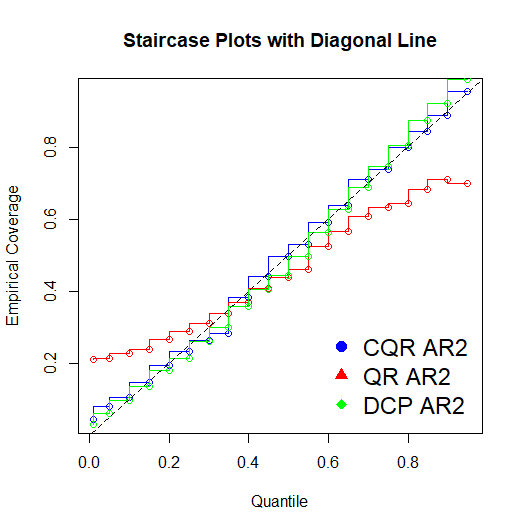 Staircase Plots with Diagonal Line
Empirical Coverage
0.8
0.6
0.4
0.2
CQR AR2
QR AR2
DCP AR2
0.0 0.2 0.4 0.6 0.8
Quantile